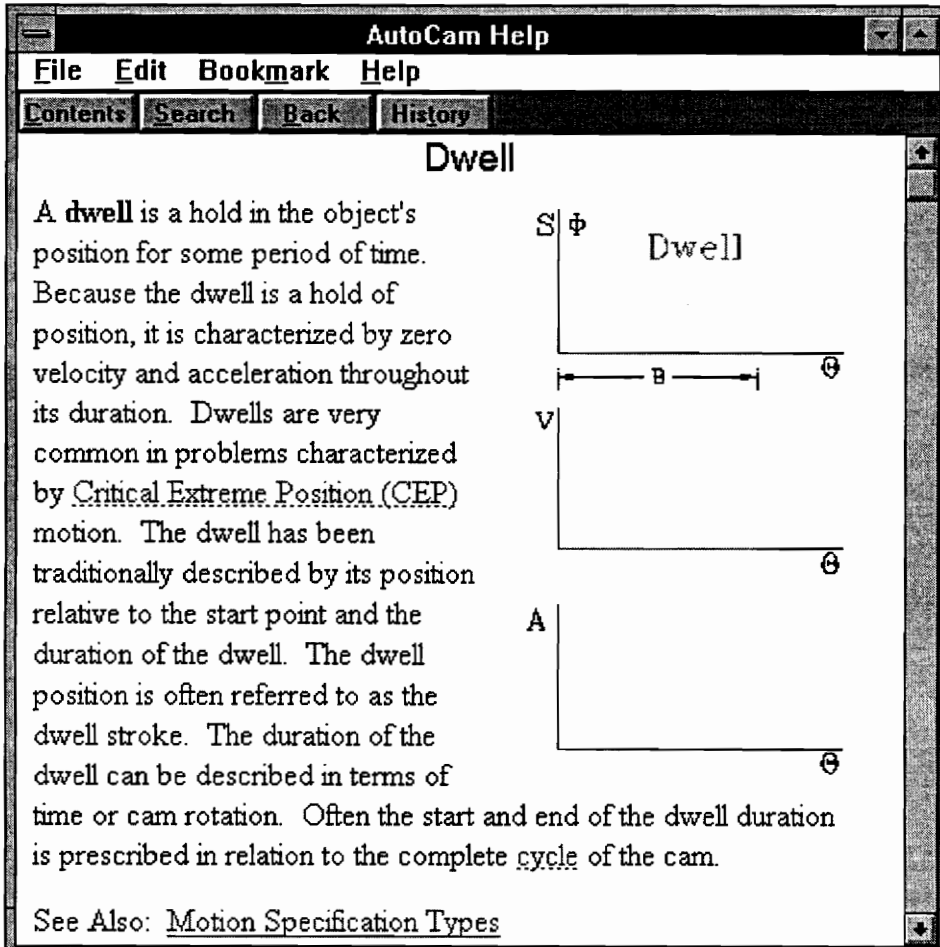 AutoCam Help
File Edit Bookmark Help
Contents Search Back History
Dwell
A dwell is a hold in the object's
position for some period of time.
Because the dwell is a hold of
position, it is characterized by zero
velocity and acceleration throughout
its duration. Dwells are very
common in problems characterized
by Critical Extreme Position (CEP)
motion. The dwell has been
traditionally described by its position
relative to the start point and the
duration of the dwell. The dwell
position is often referred to as the
dwell stroke. The duration of the
dwell can be described in terms of
time or cam rotation. Often the start and end of the dwell duration
is prescribed in relation to the complete cycle of the cam.
See Also: Motion Specification Types
S Φ
Dwell
Θ
B
V
Θ
A
Θ